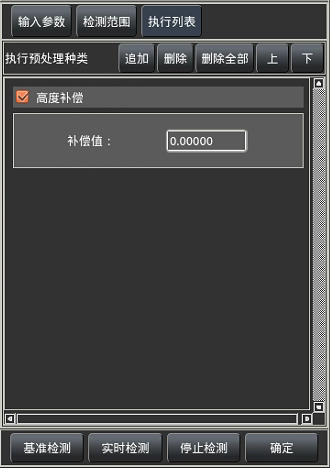 输入参数 检测范围 执行列表
执行预处理种类 追加 删除 删除全部 上 下
高度补偿
补偿值： 0.00000
基准检测 实时检测 停止检测 确定